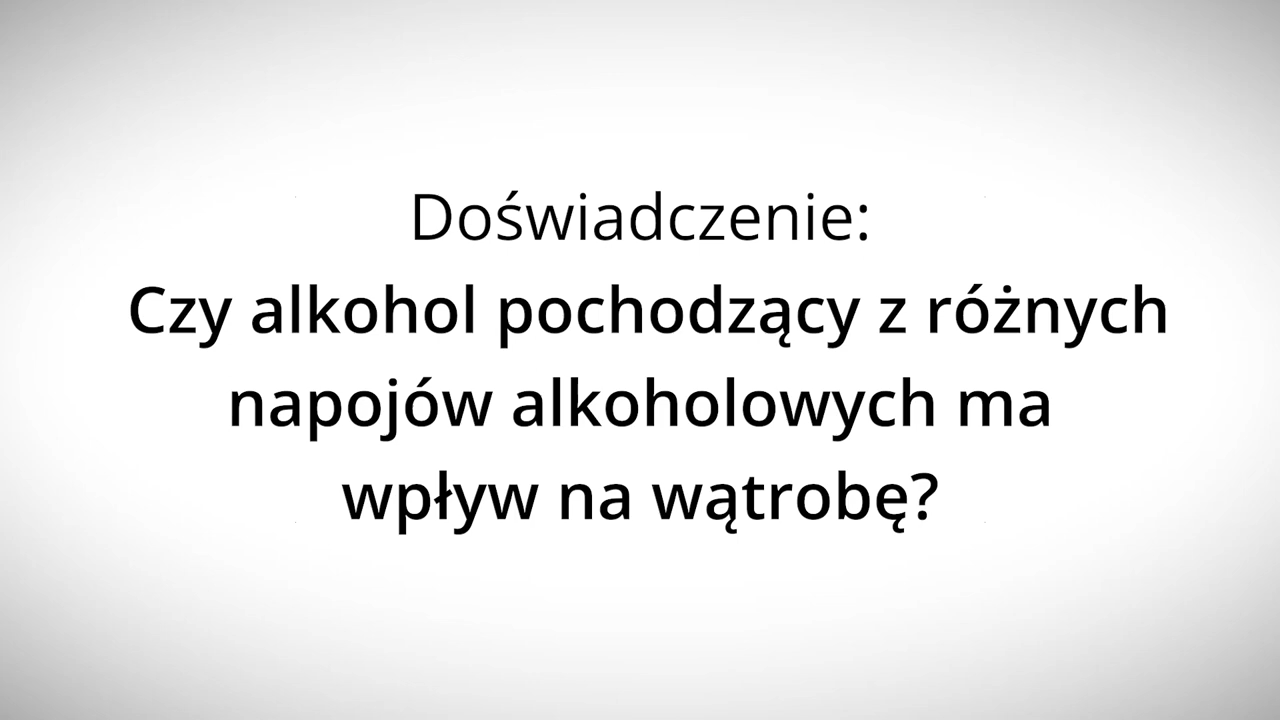 Doświadczenie:
Czy alkohol pochodzący z różnych
napojów alkoholowych ma
wpływ na wątrobę?